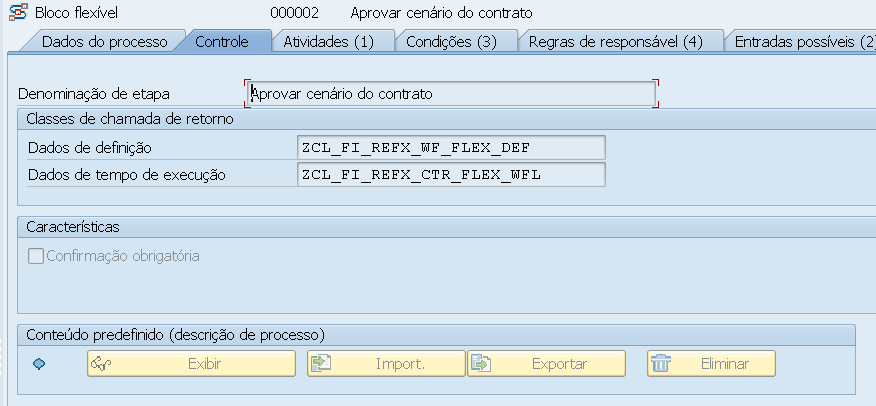 Bloco flexível 000002 Aprovar cenário do contrato
Dados do processo Controle Atividades (1) Condições (3) Regras de responsável (4) Entradas possíveis (2)
Denominação de etapa Aprovar cenário do contrato
Classes de chamada de retorno
Dados de definição ZCL_FI_REFX_WF_FLEX_DEF
Dados de tempo de execução ZCL_FI_REFX_CTR_FLEX_WFL
Características
Confirmação obrigatória
Conteúdo predefinido (descrição de processo)
Exibir Import. Exportar Eliminar